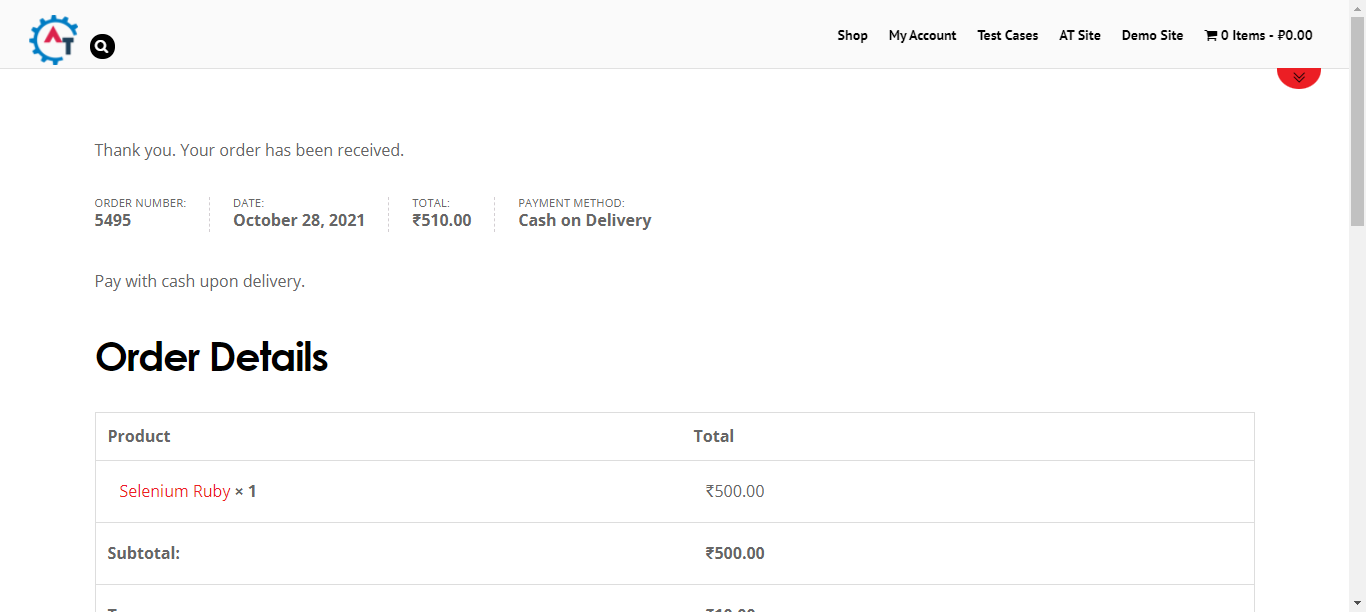 AT
Shop My Account Test Cases AT Site Demo Site 0 Items - ₽0.00
Thank you. Your order has been received.
ORDER NUMBER: DATE: TOTAL: PAYMENT METHOD:
5495 October 28, 2021 ₹510.00 Cash on Delivery
Pay with cash upon delivery.
Order Details
Product Total
Selenium Ruby × 1 ₹500.00
Subtotal: ₹500.00